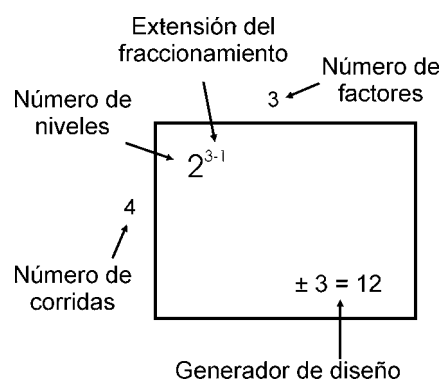 Extensión del
fraccionamiento
Número de
factores
3
Número de
niveles
2^{3-1}
4
Número de
corridas
± 3 = 12
Generador de diseño